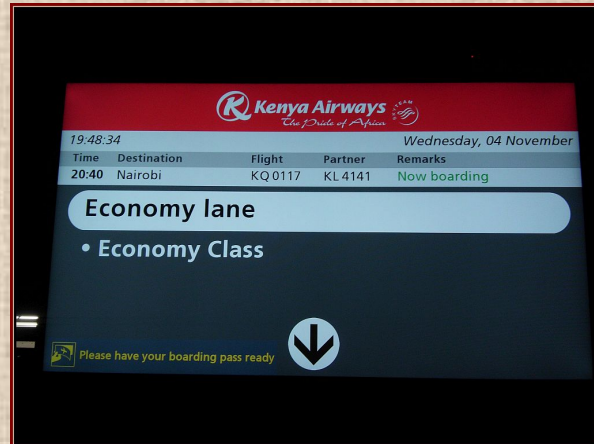 Kenya Airways
The Pride of Africa
SKYTEAM
19:48:34 Wednesday, 04 November
Time Destination Flight Partner Remarks
20:40 Nairobi KQ 0117 KL 4141 Now boarding
Economy lane
• Economy Class
Please have your boarding pass ready